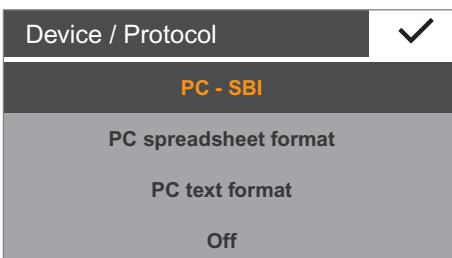 Device / Protocol
PC - SBI
PC spreadsheet format
PC text format
Off